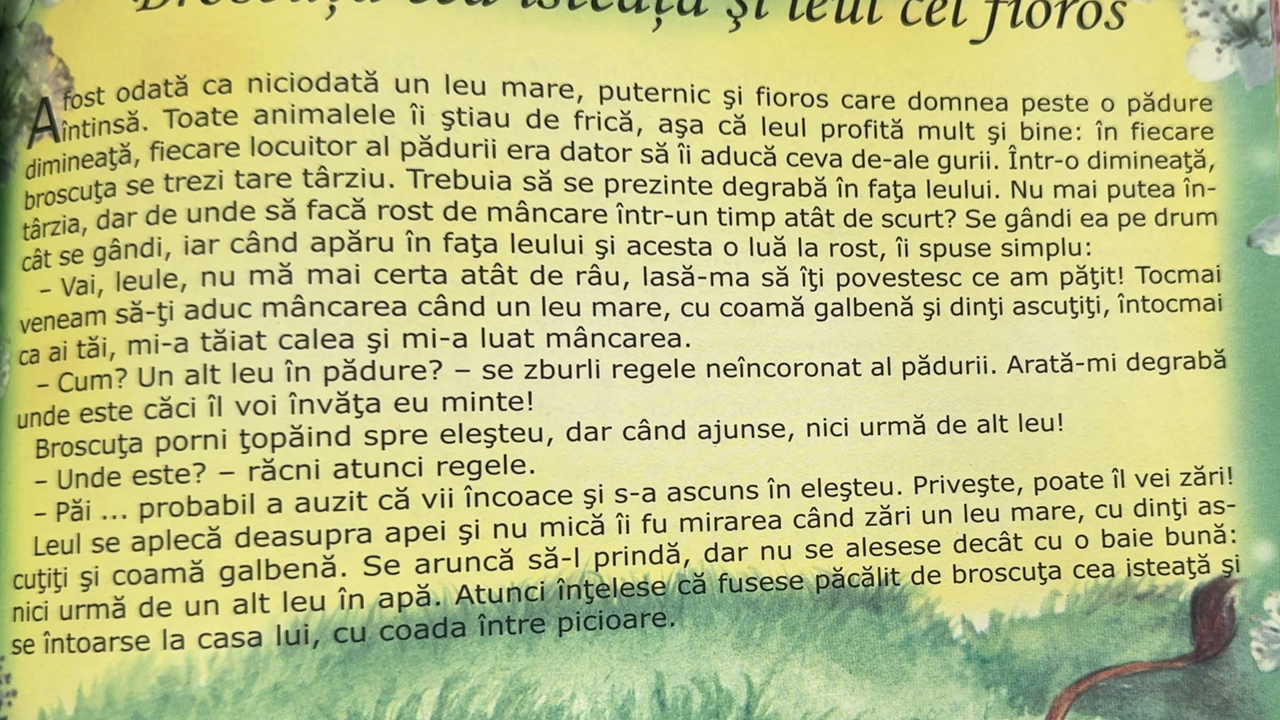 Broscuţa cea isteaţă şi leul cel fioros
A fost odată ca niciodată un leu mare, puternic şi fioros care domnea peste o pădure
întinsă. Toate animalele îi ştiau de frică, aşa că leul profită mult şi bine: în fiecare
dimineaţă, fiecare locuitor al pădurii era dator să îi aducă ceva de-ale gurii. Într-o dimineaţă,
broscuţa se trezi tare târziu. Trebuia să se prezinte degrabă în faţa leului. Nu mai putea în-
târzia, dar de unde să facă rost de mâncare într-un timp atât de scurt? Se gândi ea pe drum
cât se gândi, iar când apăru în faţa leului şi acesta o luă la rost, îi spuse simplu:
– Vai, leule, nu mă mai certa atât de râu, lasă-ma să îţi povestesc ce am păţit! Tocmai
veneam să-ţi aduc mâncarea când un leu mare, cu coamă galbenă şi dinţi ascuţiţi, întocmai
ca ai tăi, mi-a tăiat calea şi mi-a luat mâncarea.
– Cum? Un alt leu în pădure? – se zburli regele neîncoronat al pădurii. Arată-mi degrabă
unde este căci îl voi învăţa eu minte!
Broscuţa porni ţopăind spre eleşteu, dar când ajunse, nici urmă de alt leu!
– Unde este? – răcni atunci regele.
– Păi ... probabil a auzit că vii încoace şi s-a ascuns în eleşteu. Priveşte, poate îl vei zări!
Leul se aplecă deasupra apei şi nu mică îi fu mirarea când zări un leu mare, cu dinţi as-
cuţiţi şi coamă galbenă. Se aruncă să-l prindă, dar nu se alesese decât cu o baie bună:
nici urmă de un alt leu în apă. Atunci înţelese că fusese păcălit de broscuţa cea isteaţă şi
se întoarse la casa lui, cu coada între picioare.